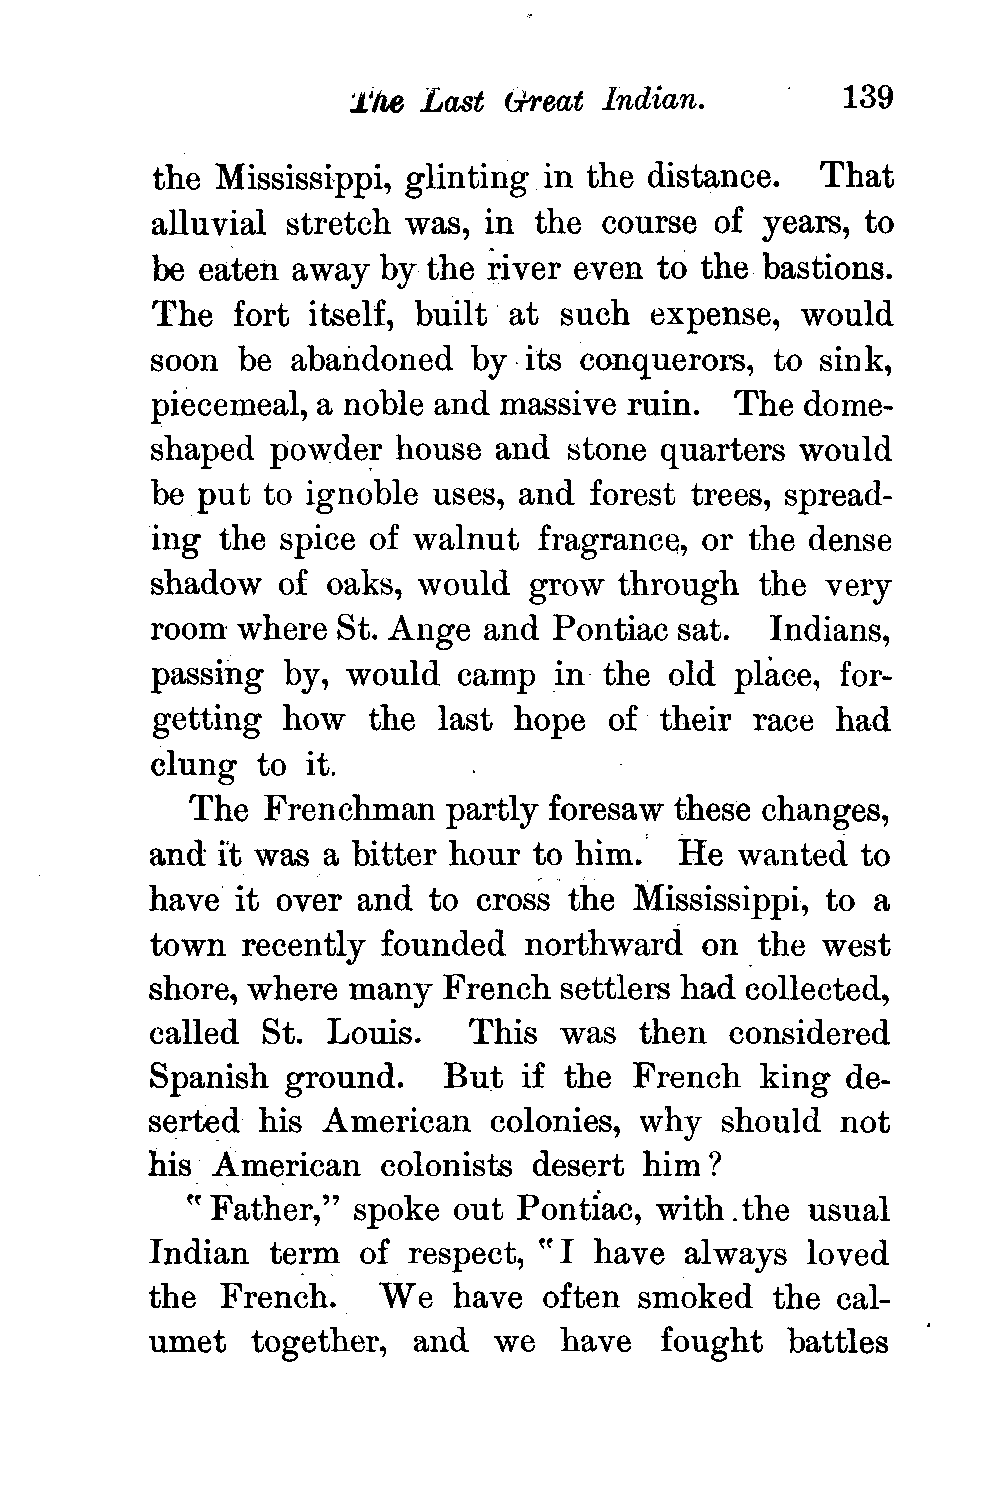 The Last Great Indian. 139
the Mississippi, glinting in the distance. That
alluvial stretch was, in the course of years, to
be eaten away by the river even to the bastions.
The fort itself, built at such expense, would
soon be abandoned by its conquerors, to sink,
piecemeal, a noble and massive ruin. The dome-
shaped powder house and stone quarters would
be put to ignoble uses, and forest trees, spread-
ing the spice of walnut fragrance, or the dense
shadow of oaks, would grow through the very
room where St. Ange and Pontiac sat. Indians,
passing by, would camp in the old place, for-
getting how the last hope of their race had
clung to it.
The Frenchman partly foresaw these changes,
and it was a bitter hour to him. He wanted to
have it over and to cross the Mississippi, to a
town recently founded northward on the west
shore, where many French settlers had collected,
called St. Louis. This was then considered
Spanish ground. But if the French king de-
serted his American colonies, why should not
his American colonists desert him?
"Father," spoke out Pontiac, with the usual
Indian term of respect, "I have always loved
the French. We have often smoked the cal-
umet together, and we have fought battles